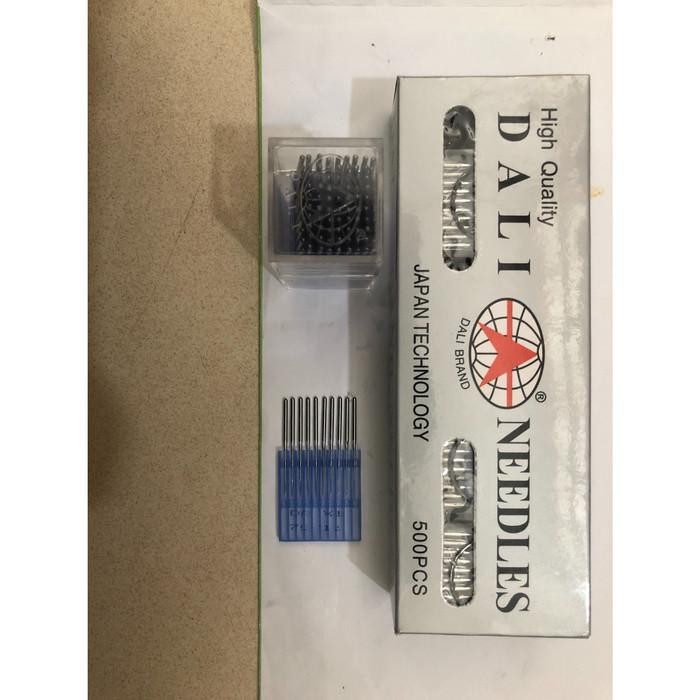 High Quality
DALI NEEDLES
DALI BRAND
®
JAPAN TECHNOLOGY
500PCS